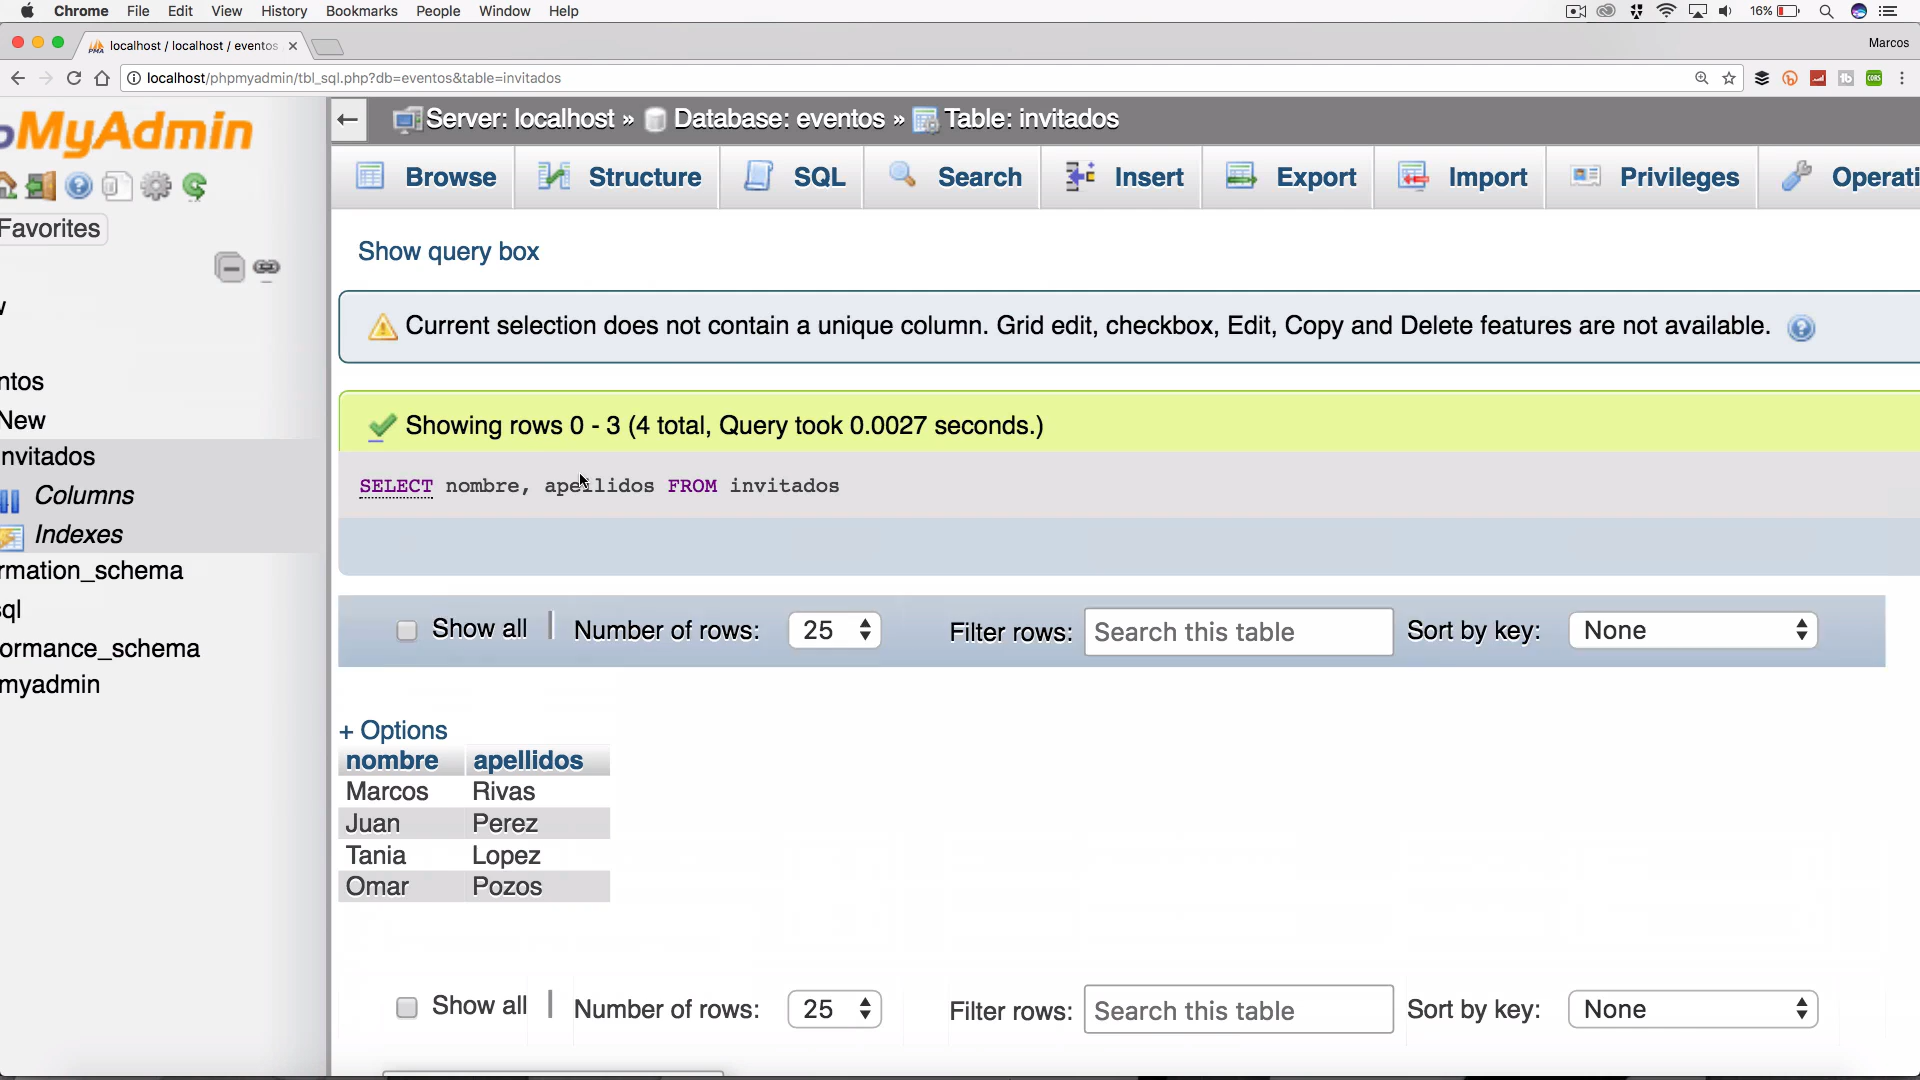 Chrome File Edit View History Bookmarks People Window Help 16%
localhost / localhost / eventos Marcos
localhost/phpmyadmin/tbl_sql.php?db=eventos&table=invitados
MyAdmin
Server: localhost » Database: eventos » Table: invitados
Browse Structure SQL Search Insert Export Import Privileges Operati
Favorites
Show query box
Current selection does not contain a unique column. Grid edit, checkbox, Edit, Copy and Delete features are not available.
ntos
New
nvitados
Columns
Indexes
rmation_schema
sql
ormance_schema
myadmin
Showing rows 0 - 3 (4 total, Query took 0.0027 seconds.)
SELECT nombre, apellidos FROM invitados
Show all | Number of rows: 25 Filter rows: Search this table Sort by key: None
+ Options
nombre apellidos
Marcos Rivas
Juan Perez
Tania Lopez
Omar Pozos
Show all | Number of rows: 25 Filter rows: Search this table Sort by key: None